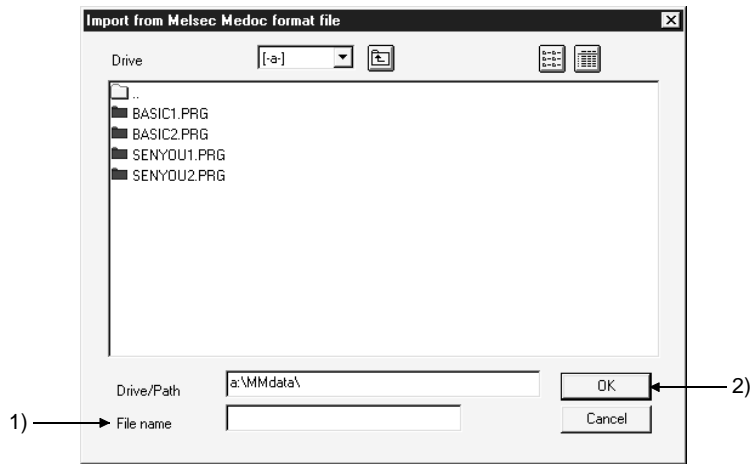 Import from Melsec Medoc format file
Drive [-a-]
..
BASIC1.PRG
BASIC2.PRG
SENYOU1.PRG
SENYOU2.PRG
Drive/Path a:\MMdata\ OK 2)
1) File name Cancel